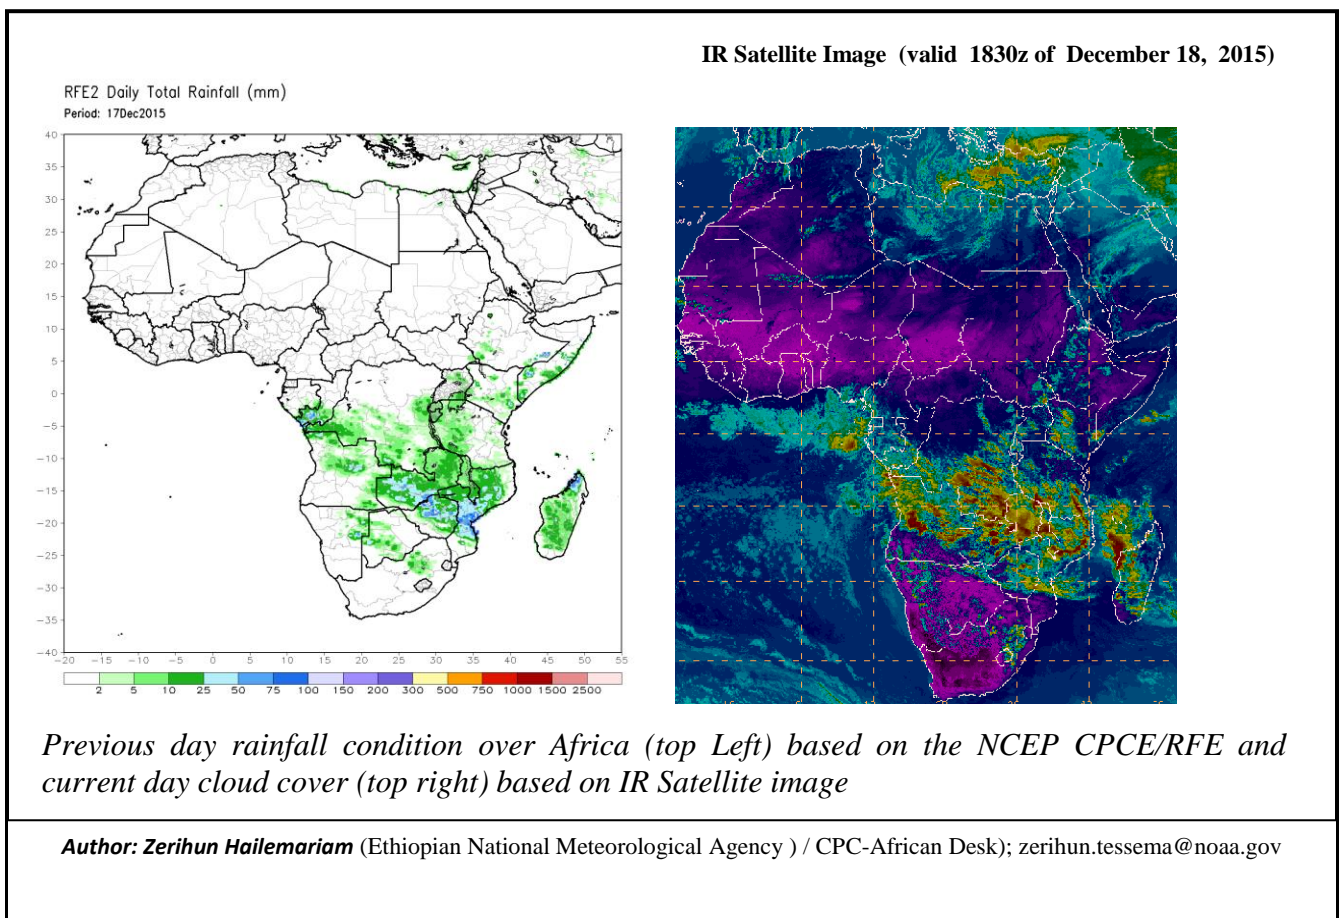 IR Satellite Image (valid 1830z of December 18, 2015)
RFE2 Daily Total Rainfall (mm)
Period: 17Dec2015
40
35
30
25
20
15
10
5
0
−5
−10
−15
−20
−25
−30
−35
−40
−20 −15 −10 −5 0 5 10 15 20 25 30 35 40 45 50 55
2 5 10 25 50 75 100 150 200 300 500 750 1000 1500 2500
Previous day rainfall condition over Africa (top Left) based on the NCEP CPCE/RFE and
current day cloud cover (top right) based on IR Satellite image
Author: Zerihun Hailemariam (Ethiopian National Meteorological Agency ) / CPC-African Desk); zerihun.tessema@noaa.gov